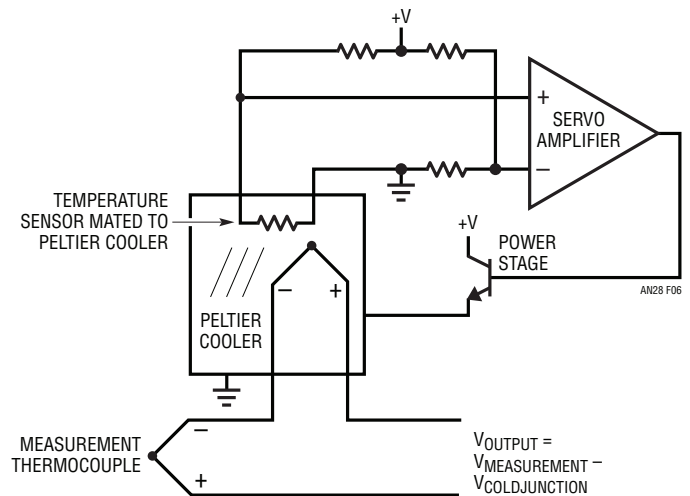 +V
+
SERVO
AMPLIFIER
−
TEMPERATURE
SENSOR MATED TO
PELTIER COOLER
+V
POWER
STAGE
AN28 F06
− +
PELTIER
COOLER
−
MEASUREMENT
THERMOCOUPLE
+
VOUTPUT =
VMEASUREMENT –
VCOLDJUNCTION